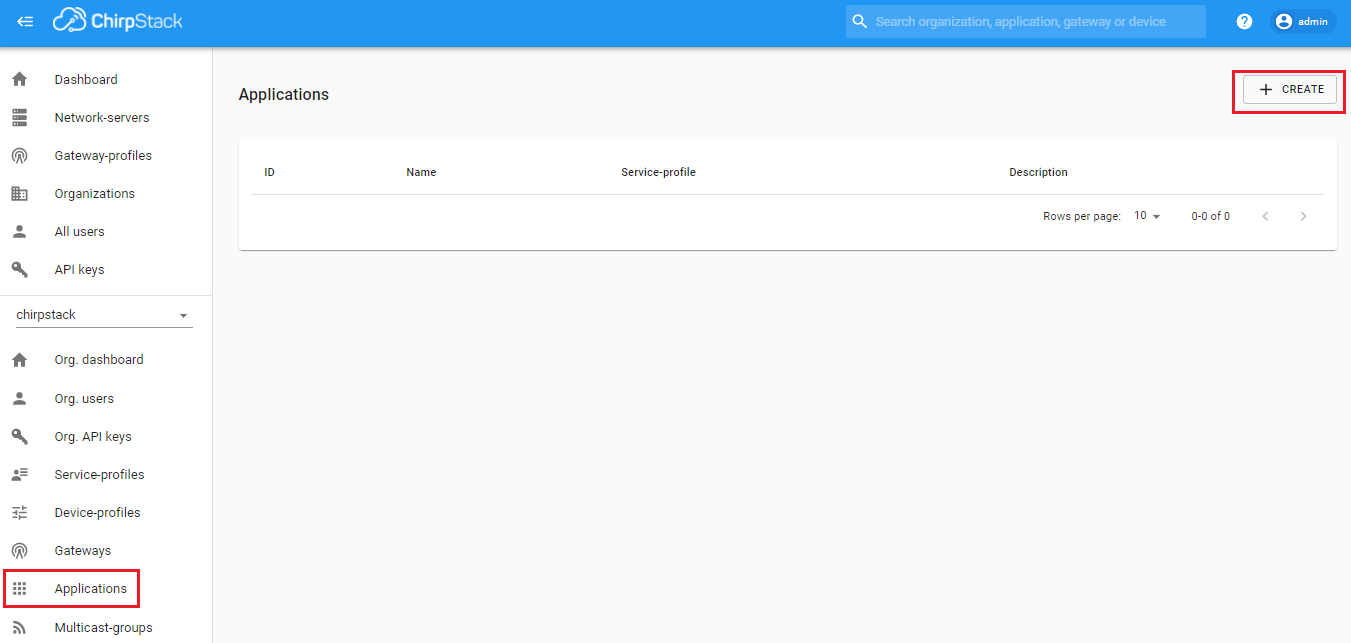 ChirpStack
Search organization, application, gateway or device
? admin
Dashboard
Network-servers
Gateway-profiles
Organizations
All users
API keys
chirpstack
Org. dashboard
Org. users
Org. API keys
Service-profiles
Device-profiles
Gateways
Applications
Multicast-groups
Applications
+ CREATE
ID Name Service-profile Description
Rows per page: 10 0-0 of 0